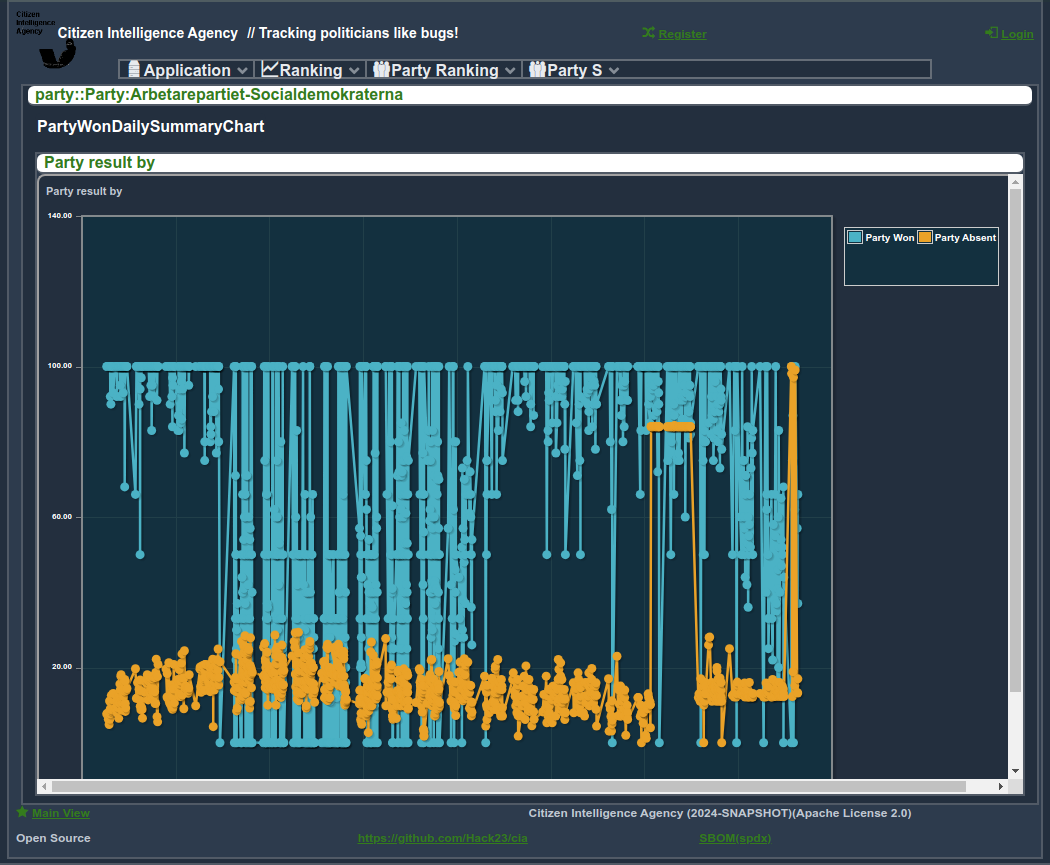 Citizen
Intelligence
Agency
Citizen Intelligence Agency // Tracking politicians like bugs!
Register
Login
Application
Ranking
Party Ranking
Party S
party::Party:Arbetarepartiet-Socialdemokraterna
PartyWonDailySummaryChart
Party result by
Party result by
140.00
Party Won
Party Absent
100.00
60.00
20.00
Main View
Citizen Intelligence Agency (2024-SNAPSHOT)(Apache License 2.0)
Open Source
https://github.com/Hack23/cia
SBOM(spdx)